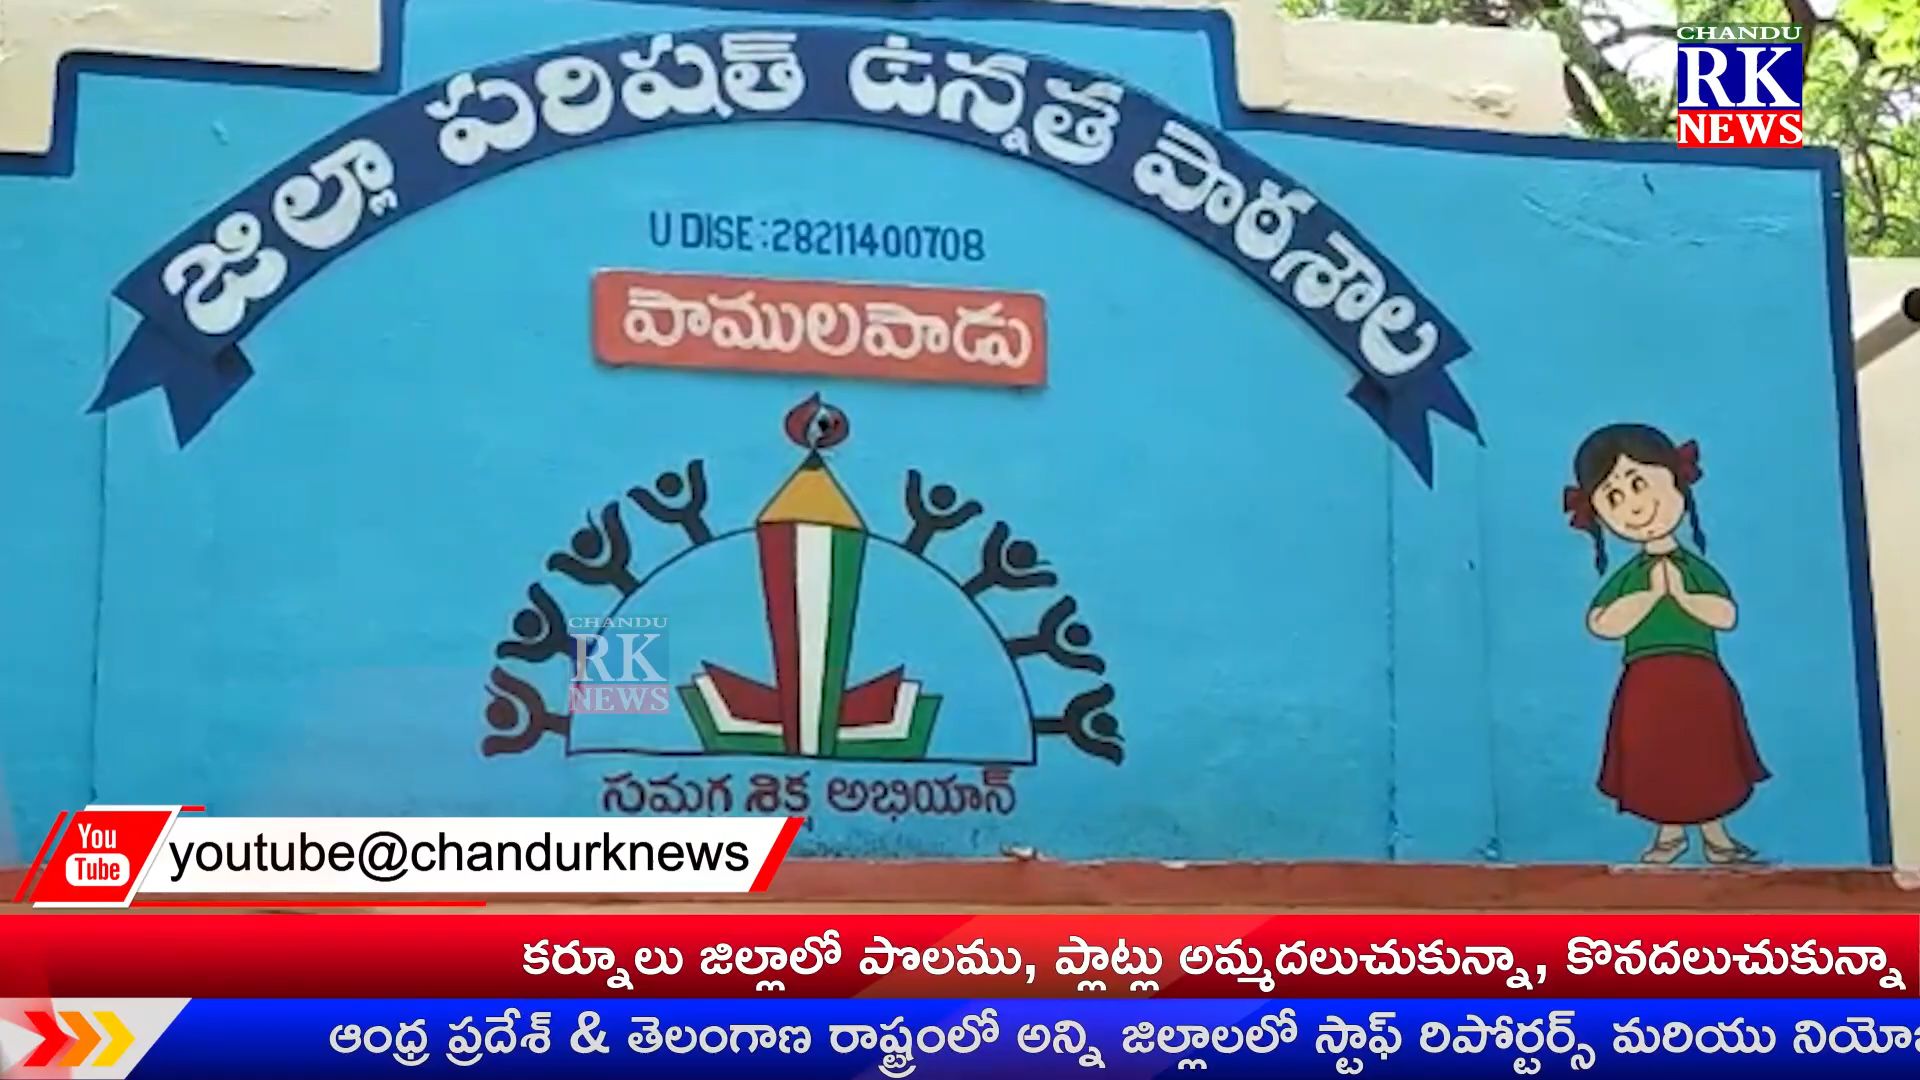 CHANDU
RK
NEWS
జిల్లా పరిషత్ ఉన్నత పాఠశాల
U DISE:28211400708
పాములపాడు
CHANDU
RK
NEWS
సమగ్ర శిక్ష అభియాన్
You
Tube
youtube@chandurknews
కర్నూలు జిల్లాలో పొలము, ప్లాట్లు అమ్మదలుచుకున్నా, కొనదలుచుకున్నా
ఆంధ్ర ప్రదేశ్ & తెలంగాణ రాష్ట్రంలో అన్ని జిల్లాలలో స్టాఫ్ రిపోర్టర్స్ మరియు